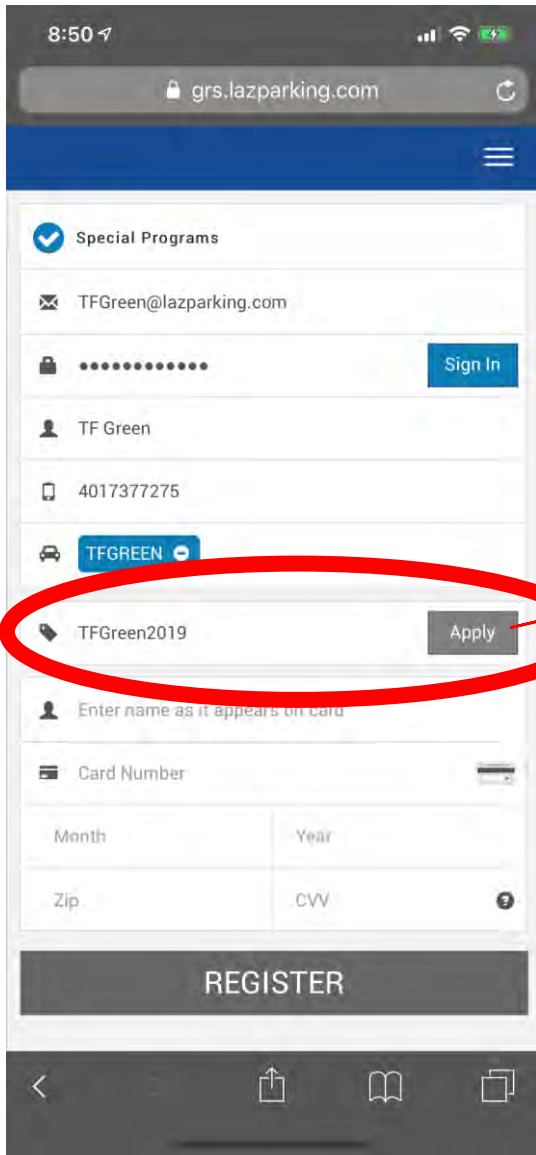 8:50
grs.lazparking.com
Special Programs
TFGreen@lazparking.com
•••••••••••• Sign In
TF Green
4017377275
TFGREEN
TFGreen2019 Apply
Enter name as it appears on card
Card Number
Month Year
Zip CVV
REGISTER